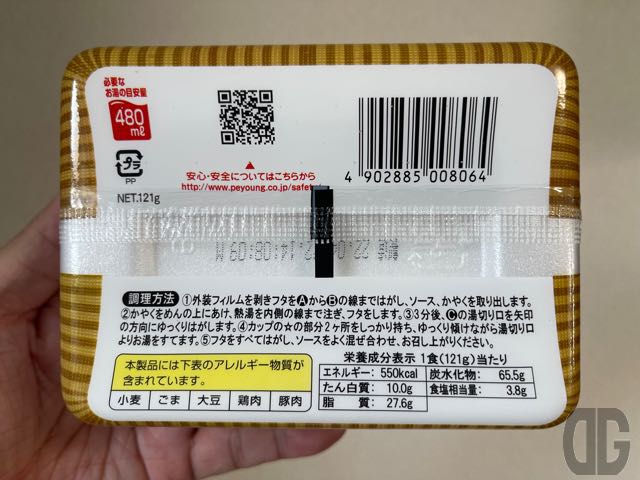 必要な
お湯の目安量
480
mℓ
プラ
PP
NET.121g
安心・安全についてはこちらから
http://www.peyoung.co.jp/safet
4 902885 008064
調理方法 ①外装フィルムを剥きフタをⒶからⒷの線まではがし、ソース、かやくを取り出します。
②かやくをめんの上にあけ、熱湯を内側の線まで注ぎ、フタをします。③3分後、Ⓒの湯切り口を矢印
の方向にゆっくりはがします。④カップの☆の部分2ヶ所をしっかり持ち、ゆっくり傾けながら湯切り口
よりお湯をすてます。⑤フタをすべてはがし、ソースをよく混ぜ合わせ、お召し上がりください。
本製品には下表のアレルギー物質が
含まれています。
小麦 ごま 大豆 鶏肉 豚肉
栄養成分表示 1食(121g)当たり
エネルギー: 550kcal 炭水化物: 65.5g
たん白質: 10.0g 食塩相当量: 3.8g
脂質: 27.6g
DG